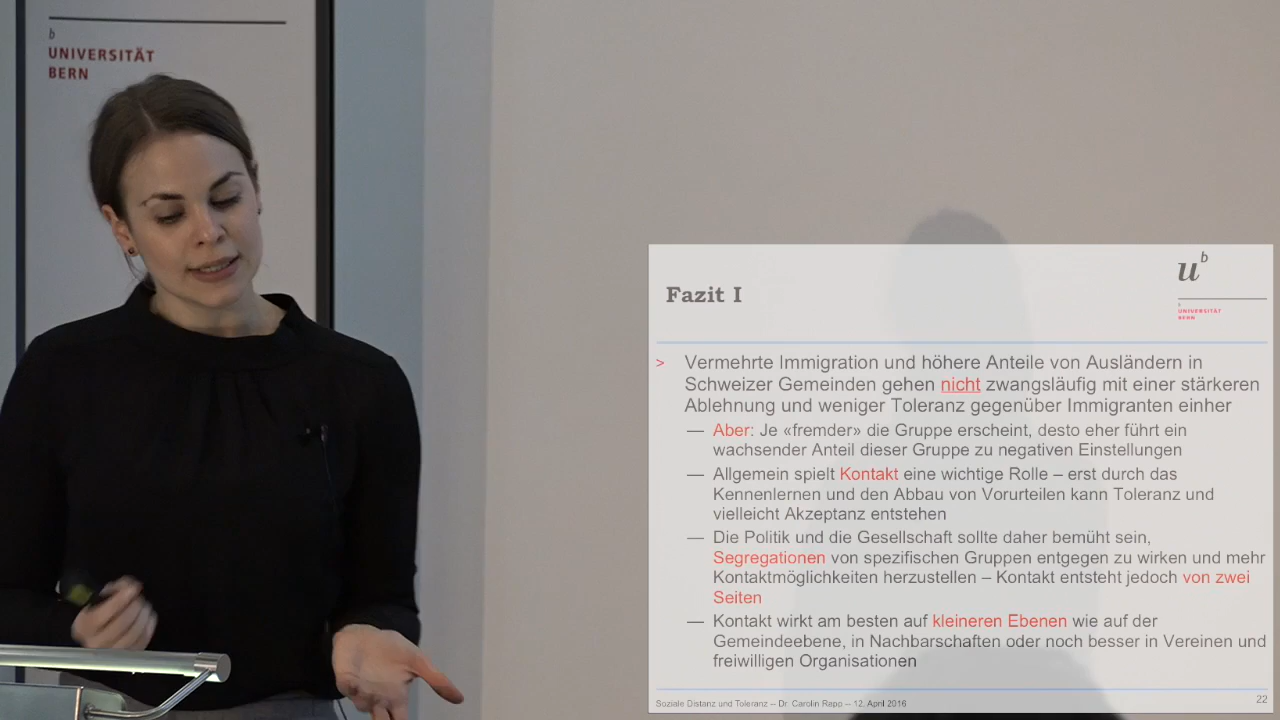 b
UNIVERSITÄT
BERN
Fazit I
u b
b
UNIVERSITÄT
BERN
> Vermehrte Immigration und höhere Anteile von Ausländern in
Schweizer Gemeinden gehen nicht zwangsläufig mit einer stärkeren
Ablehnung und weniger Toleranz gegenüber Immigranten einher
— Aber: Je «fremder» die Gruppe erscheint, desto eher führt ein
wachsender Anteil dieser Gruppe zu negativen Einstellungen
— Allgemein spielt Kontakt eine wichtige Rolle – erst durch das
Kennenlernen und den Abbau von Vorurteilen kann Toleranz und
vielleicht Akzeptanz entstehen
— Die Politik und die Gesellschaft sollte daher bemüht sein,
Segregationen von spezifischen Gruppen entgegen zu wirken und mehr
Kontaktmöglichkeiten herzustellen – Kontakt entsteht jedoch von zwei
Seiten
— Kontakt wirkt am besten auf kleineren Ebenen wie auf der
Gemeindeebene, in Nachbarschaften oder noch besser in Vereinen und
freiwilligen Organisationen
Soziale Distanz und Toleranz – Dr. Carolin Rapp – 12. April 2016
22